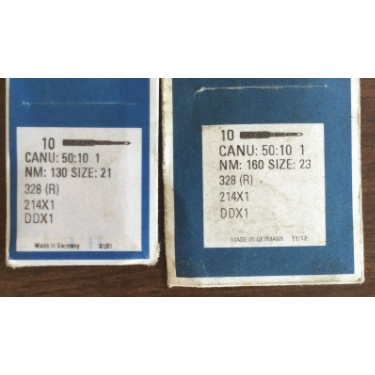 10
CANU: 50:10 1
NM: 130 SIZE: 21
328 (R)
214X1
DDX1
Made in Germany
10
CANU: 50:10 1
NM: 160 SIZE: 23
328 (R)
214X1
DDX1
MADE IN GERMANY